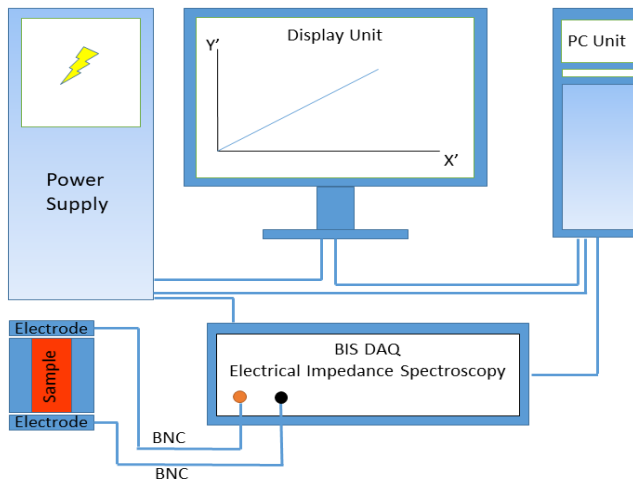 Y’
Display Unit
PC Unit
X’
Power
Supply
Electrode
Sample
Electrode
BIS DAQ
Electrical Impedance Spectroscopy
BNC
BNC